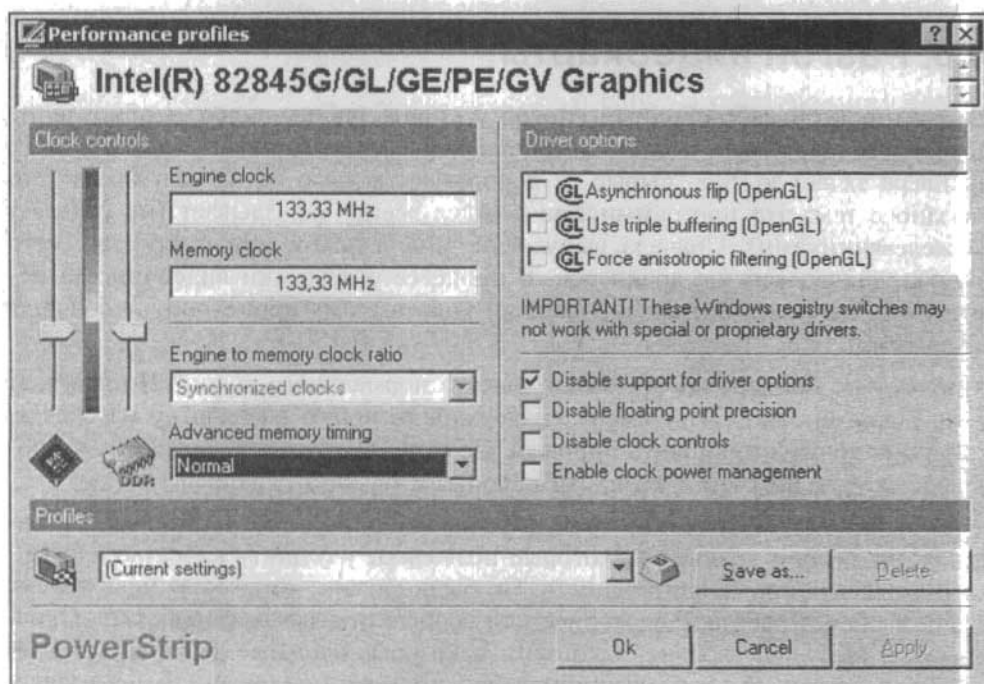 Performance profiles
Intel(R) 82845G/GL/GE/PE/GV Graphics
Clock controls
Engine clock
133,33 MHz
Memory clock
133,33 MHz
Engine to memory clock ratio
Synchronized clocks
Advanced memory timing
Normal
DDR
Driver options
GL Asynchronous flip (OpenGL)
GL Use triple buffering (OpenGL)
GL Force anisotropic filtering (OpenGL)
IMPORTANT! These Windows registry switches may
not work with special or proprietary drivers.
Disable support for driver options
Disable floating point precision
Disable clock controls
Enable clock power management
Profiles
(Current settings)
Save as...
Delete
PowerStrip
Ok
Cancel
Apply